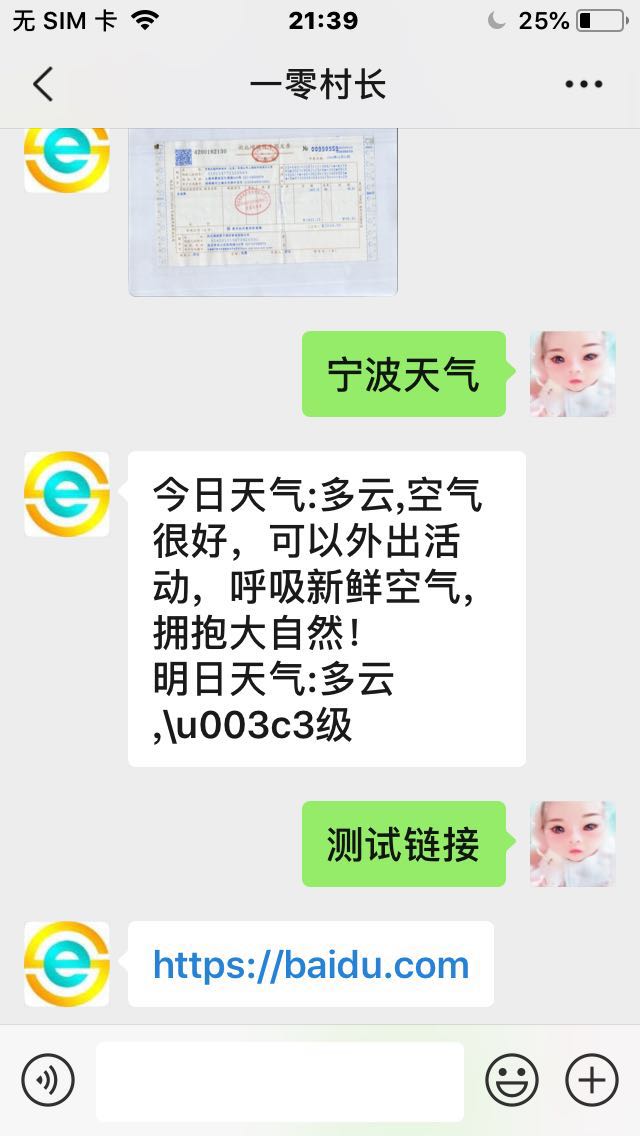 无 SIM 卡
21:39
25%
一零村长
4200162130
宁波天气
今日天气:多云,空气
很好，可以外出活
动，呼吸新鲜空气，
拥抱大自然！
明日天气:多云
,\u003c3级
测试链接
https://baidu.com